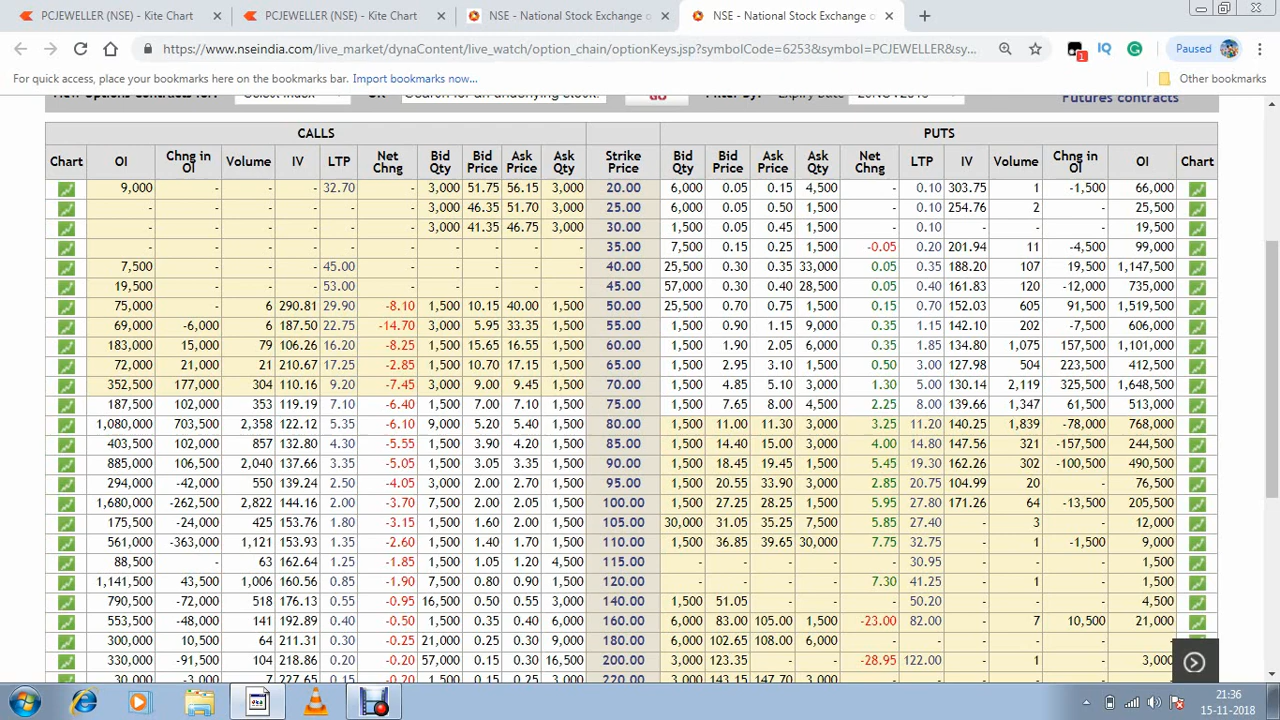 PCJEWELLER (NSE) - Kite Chart PCJEWELLER (NSE) - Kite Chart NSE - National Stock Exchange o NSE - National Stock Exchange o
https://www.nseindia.com/live_market/dynaContent/live_watch/option_chain/optionKeys.jsp?symbolCode=6253&symbol=PCJEWELLER&sy... 1 IQ Paused
For quick access, place your bookmarks here on the bookmarks bar. Import bookmarks now... Other bookmarks
View Options Contracts for: Select Index OR Search for an underlying stock. GO Filter By: Expiry Date Futures contracts
CALLS PUTS
Chart OI Chng in OI Volume IV LTP Net Chng Bid Qty Bid Price Ask Price Ask Qty Strike Price Bid Qty Bid Price Ask Price Ask Qty Net Chng LTP IV Volume Chng in OI OI Chart
9,000 - - - 32.70 - 3,000 51.75 56.15 3,000 20.00 6,000 0.05 0.15 4,500 - 0.10 303.75 1 -1,500 66,000
- - - - - - 3,000 46.35 51.70 3,000 25.00 6,000 0.05 0.50 1,500 - 0.10 254.76 2 - 25,500
- - - - - - 3,000 41.35 46.75 3,000 30.00 1,500 0.05 0.45 1,500 - 0.10 - - - 19,500
- - - - - - - - - - 35.00 7,500 0.15 0.25 1,500 -0.05 0.20 201.94 11 -4,500 99,000
7,500 - - - 45.00 - - - - - 40.00 25,500 0.30 0.35 33,000 0.05 0.35 188.20 107 19,500 1,147,500
19,500 - - - 53.00 - - - - - 45.00 57,000 0.30 0.40 28,500 0.05 0.40 161.83 120 -12,000 735,000
75,000 - 6 290.81 29.90 -8.10 1,500 10.15 40.00 1,500 50.00 25,500 0.70 0.75 1,500 0.15 0.70 152.03 605 91,500 1,519,500
69,000 -6,000 6 187.50 22.75 -14.70 3,000 5.95 33.35 1,500 55.00 1,500 0.90 1.15 9,000 0.35 1.15 142.10 202 -7,500 606,000
183,000 15,000 79 106.26 16.20 -8.25 1,500 15.65 16.55 1,500 60.00 1,500 1.90 2.05 6,000 0.35 1.85 134.80 1,075 157,500 1,101,000
72,000 21,000 21 210.67 17.25 -2.85 1,500 10.70 17.15 1,500 65.00 1,500 2.95 3.10 1,500 0.50 3.00 127.98 504 223,500 412,500
352,500 177,000 304 110.16 9.20 -7.45 3,000 9.00 9.45 1,500 70.00 1,500 4.85 5.10 3,000 1.30 5.00 130.14 2,119 325,500 1,648,500
187,500 102,000 353 119.19 7.10 -6.40 1,500 7.00 7.10 1,500 75.00 1,500 7.65 8.00 4,500 2.25 8.00 139.66 1,347 61,500 513,000
1,080,000 703,500 2,358 122.12 5.35 -6.10 9,000 5.20 5.40 1,500 80.00 1,500 11.00 11.30 3,000 3.25 11.20 140.25 1,839 -78,000 768,000
403,500 102,000 857 132.80 4.30 -5.55 1,500 3.90 4.20 1,500 85.00 1,500 14.40 15.00 3,000 4.00 14.80 147.56 321 -157,500 244,500
885,000 106,500 2,040 137.66 3.35 -5.05 1,500 3.05 3.35 1,500 90.00 1,500 18.45 19.45 1,500 5.45 19.30 162.26 302 -100,500 490,500
294,000 -42,000 550 139.24 2.50 -4.05 1,500 2.00 2.70 1,500 95.00 1,500 20.55 33.90 1,500 2.85 20.75 104.99 20 - 76,500
1,680,000 -262,500 2,822 144.16 2.00 -3.70 7,500 2.00 2.05 1,500 100.00 1,500 27.25 28.25 1,500 5.95 27.80 171.26 64 -13,500 205,500
175,500 -24,000 425 153.76 1.80 -3.15 1,500 1.60 2.00 1,500 105.00 30,000 31.05 35.25 7,500 5.85 27.40 - 3 - 12,000
561,000 -363,000 1,121 153.93 1.35 -2.60 1,500 1.40 1.70 1,500 110.00 1,500 36.85 39.65 30,000 7.75 32.75 - 1 -1,500 9,000
88,500 - 63 162.64 1.25 -1.85 1,500 1.05 1.20 4,500 115.00 - - - - - 30.95 - - - 1,500
1,141,500 43,500 1,006 160.56 0.85 -1.90 7,500 0.80 0.90 1,500 120.00 - - - - 7.30 41.25 - 1 - 1,500
790,500 -72,000 518 176.13 0.55 -0.95 16,500 0.50 0.55 3,000 140.00 1,500 51.05 - - - 50.20 - - - 4,500
553,500 -48,000 141 192.89 0.40 -0.50 1,500 0.35 0.40 6,000 160.00 6,000 83.00 105.00 1,500 -23.00 82.00 - 7 10,500 21,000
300,000 10,500 64 211.31 0.30 -0.25 21,000 0.25 0.30 9,000 180.00 6,000 102.65 108.00 6,000 - - - - -
330,000 -91,500 104 218.86 0.20 -0.20 57,000 0.15 0.30 16,500 200.00 3,000 123.35 - - -28.95 122.00 - 1 - 3,000
30,000 -3,000 7 227.65 0.15 -0.20 1,500 0.15 0.25 3,000 220.00 3,000 143.15 147.70 3,000 - - - - -
21:36
15-11-2018